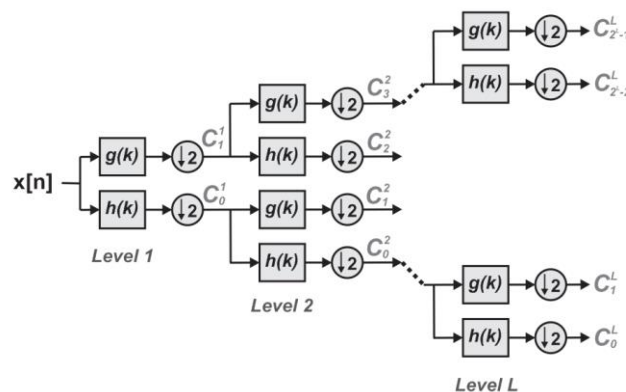 g(k) ↓2 C^L_{2^L-1}
h(k) ↓2 C^L_{2^L-2}
g(k) ↓2 C^2_3
h(k) ↓2 C^2_2
g(k) ↓2 C^1_1
x[n]
h(k) ↓2 C^1_0
g(k) ↓2 C^2_1
h(k) ↓2 C^2_0
Level 1
Level 2
g(k) ↓2 C^L_1
h(k) ↓2 C^L_0
Level L